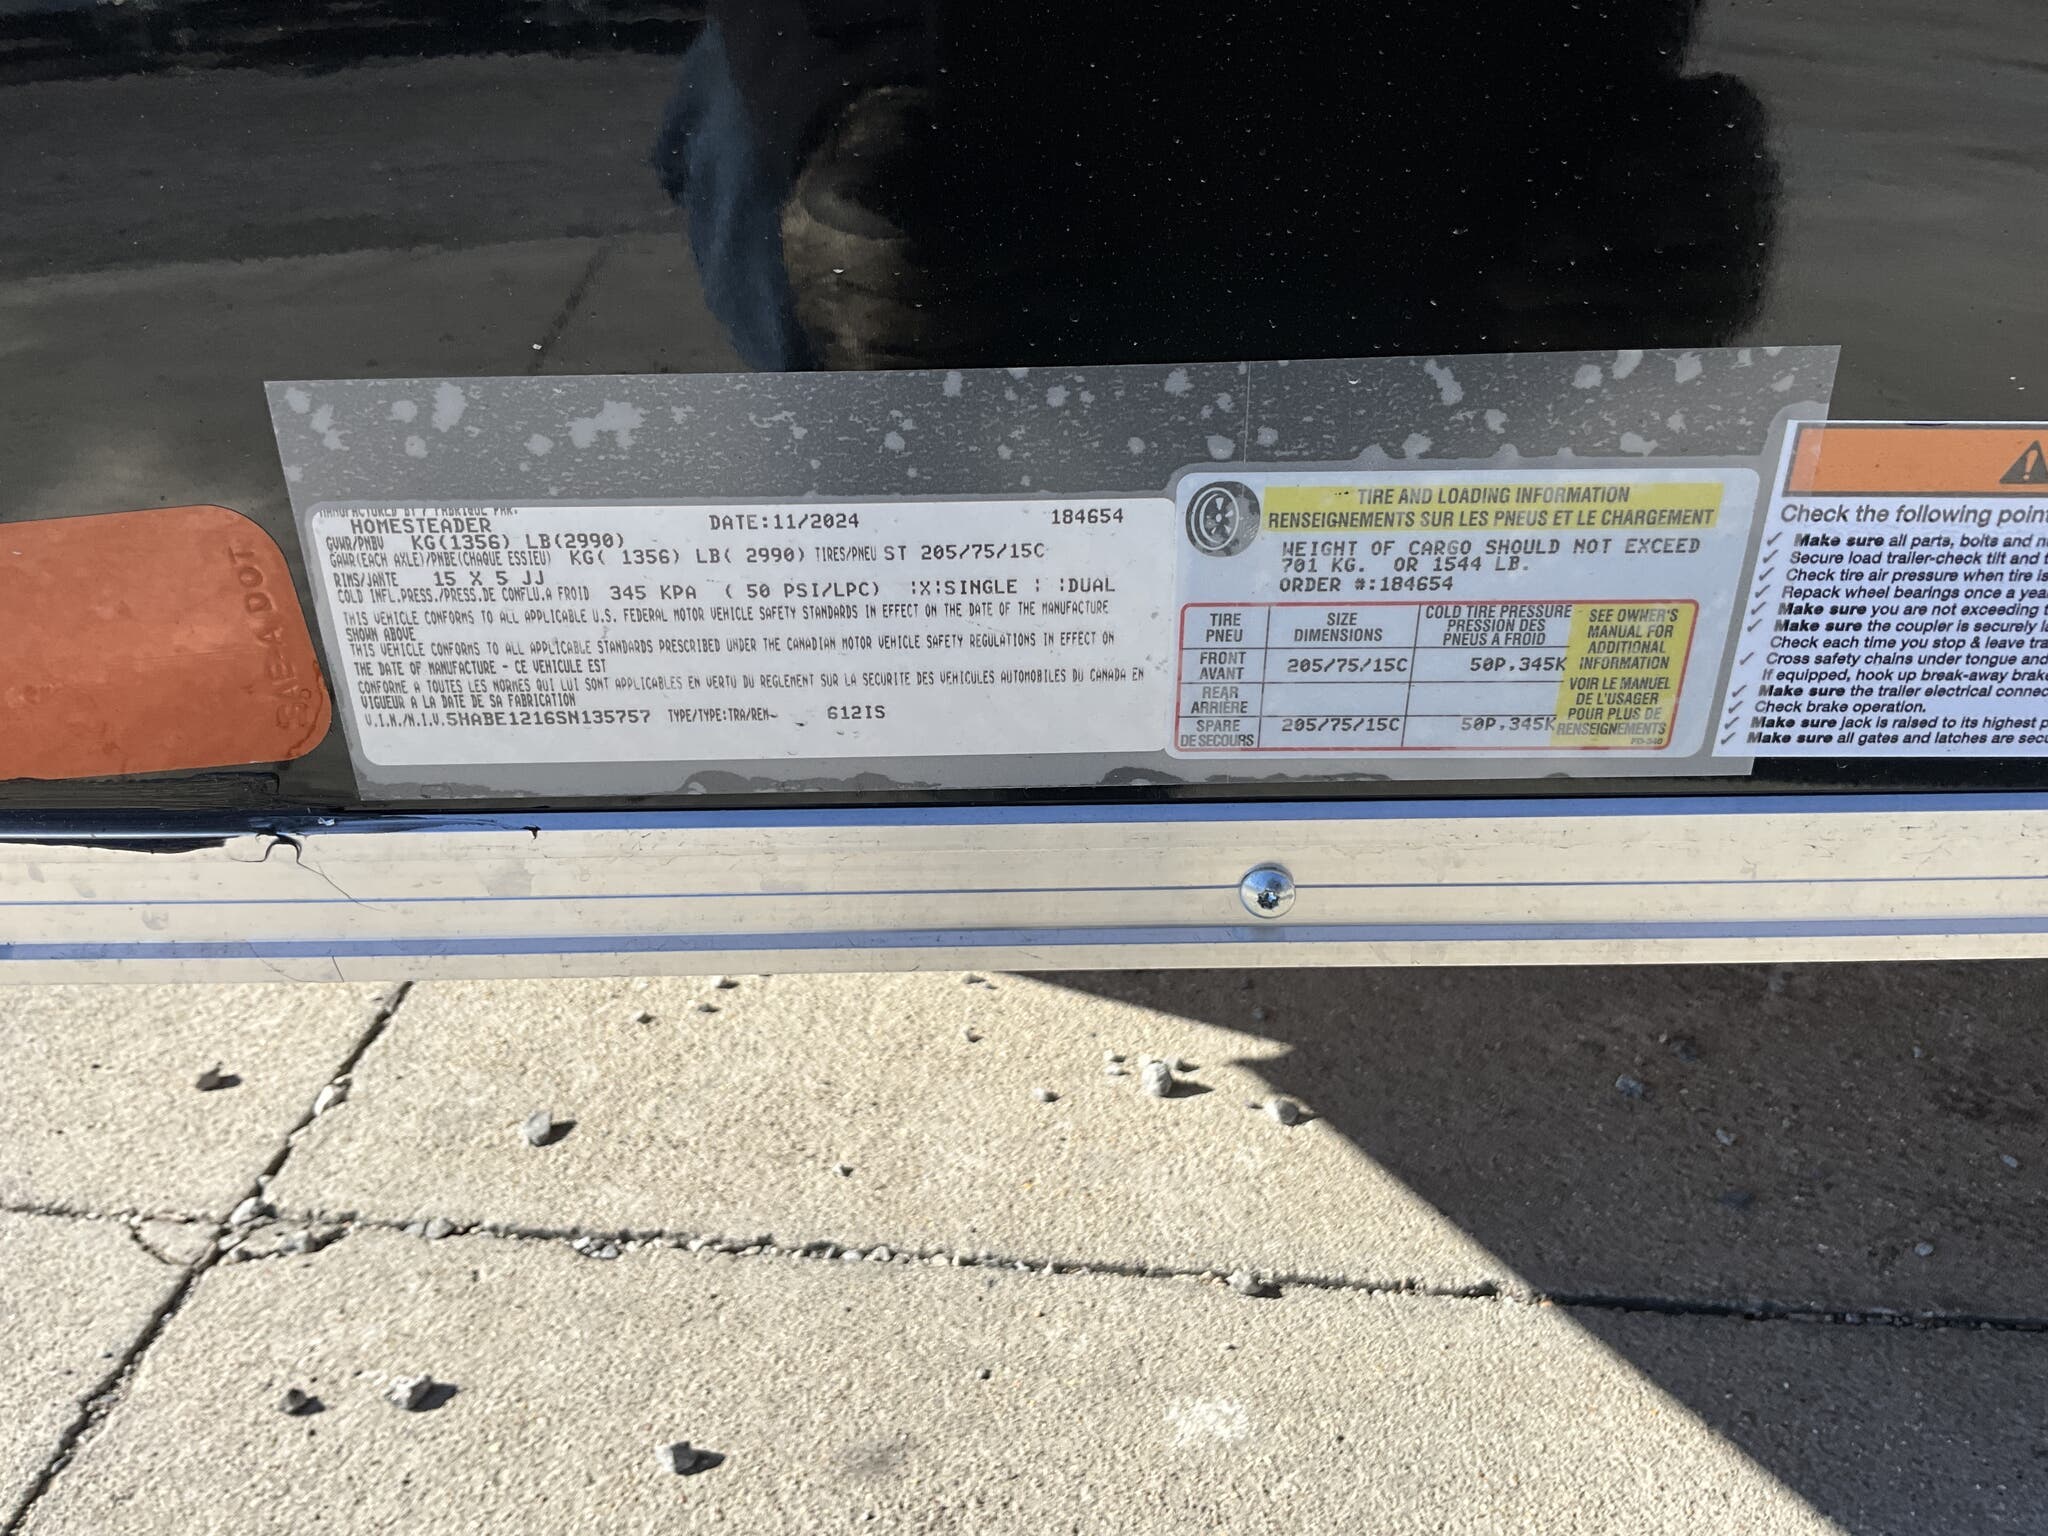 SAE-A DOT
MANUFACTURED BY / FABRIQUE PAR:
HOMESTEADER DATE:11/2024 184654
GVWR/PNBV KG(1356) LB(2990)
GAWR(EACH AXLE)/PNBE(CHAQUE ESSIEU) KG( 1356) LB( 2990) TIRES/PNEU ST 205/75/15C
RIMS/JANTE 15 X 5 JJ
COLD INFL.PRESS./PRESS.DE CONFLU.A FROID 345 KPA ( 50 PSI/LPC) :X:SINGLE : :DUAL
THIS VEHICLE CONFORMS TO ALL APPLICABLE U.S. FEDERAL MOTOR VEHICLE SAFETY STANDARDS IN EFFECT ON THE DATE OF THE MANUFACTURE
SHOWN ABOVE
THIS VEHICLE CONFORMS TO ALL APPLICABLE STANDARDS PRESCRIBED UNDER THE CANADIAN MOTOR VEHICLE SAFETY REGULATIONS IN EFFECT ON
THE DATE OF MANUFACTURE - CE VEHICULE EST
CONFORME A TOUTES LES NORMES QUI LUI SONT APPLICABLES EN VERTU DU REGLEMENT SUR LA SECURITE DES VEHICULES AUTOMOBILES DU CANADA EN
VIGUEUR A LA DATE DE SA FABRICATION
V.I.N./N.I.V.5HABE1216SN135757 TYPE/TYPE:TRA/REM- 612IS
TIRE AND LOADING INFORMATION
RENSEIGNEMENTS SUR LES PNEUS ET LE CHARGEMENT
WEIGHT OF CARGO SHOULD NOT EXCEED
701 KG. OR 1544 LB.
ORDER #:184654
TIRE PNEU SIZE DIMENSIONS COLD TIRE PRESSURE PRESSION DES PNEUS A FROID
FRONT AVANT 205/75/15C 50P.345K
REAR ARRIÈRE
SPARE DE SECOURS 205/75/15C 50P.345K
SEE OWNER'S
MANUAL FOR
ADDITIONAL
INFORMATION
VOIR LE MANUEL
DE L'USAGER
POUR PLUS DE
RENSEIGNEMENTS
FD-340
Check the following point
✓ Make sure all parts, bolts and n
✓ Secure load trailer-check tilt and t
✓ Check tire air pressure when tire is
✓ Repack wheel bearings once a yea
✓ Make sure you are not exceeding t
✓ Make sure the coupler is securely la
Check each time you stop & leave tra
✓ Cross safety chains under tongue and
If equipped, hook up break-away brake
✓ Make sure the trailer electrical connec
✓ Check brake operation.
✓ Make sure jack is raised to its highest p
✓ Make sure all gates and latches are secu